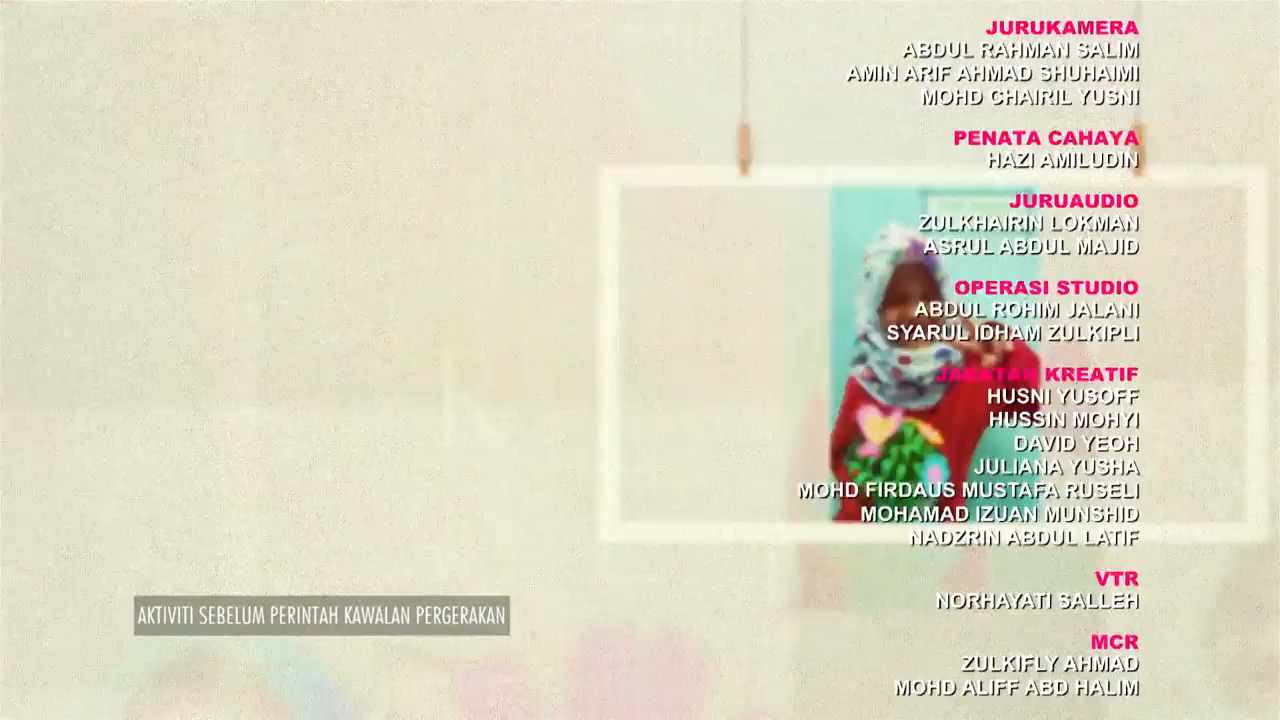 JURUKAMERA
ABDUL RAHMAN SALIM
AMIN ARIF AHMAD SHUHAIMI
MOHD CHAIRIL YUSNI
PENATA CAHAYA
HAZI AMILUDIN
JURUAUDIO
ZULKHAIRIN LOKMAN
ASRUL ABDUL MAJID
OPERASI STUDIO
ABDUL ROHIM JALANI
SYARUL IDHAM ZULKIPLI
JABATAN KREATIF
HUSNI YUSOFF
HUSSIN MOHYI
DAVID YEOH
JULIANA YUSHA
MOHD FIRDAUS MUSTAFA RUSELI
MOHAMAD IZUAN MUNSHID
NADZRIN ABDUL LATIF
VTR
NORHAYATI SALLEH
MCR
ZULKIFLY AHMAD
MOHD ALIFF ABD HALIM
AKTIVITI SEBELUM PERINTAH KAWALAN PERGERAKAN